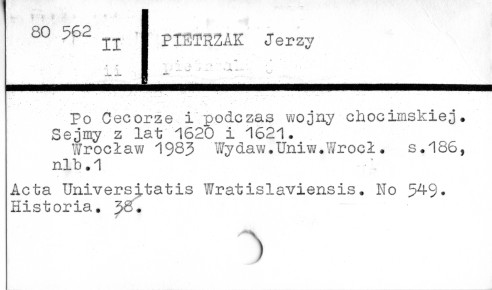 80 562 II PIETRZAK Jerzy
ii
Po Cecorze i podczas wojny chocimskiej.
Sejmy z lat 1620 i 1621.
Wrocław 1983 Wydaw.Uniw.Wrocł. s.186,
nlb.1
Acta Universitatis Wratislaviensis. No 549.
Historia. 38.